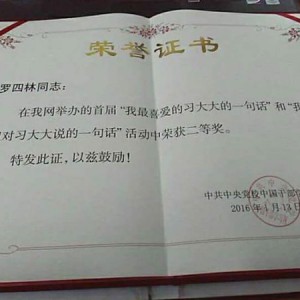 荣誉证书
罗四林同志：
在我网举办的首届“我最喜爱的习大大的一句话”和“我
对习大大说的一句话”活动中荣获二等奖。
特发此证，以兹鼓励！
中共中央党校中国干部
2016年1月13日